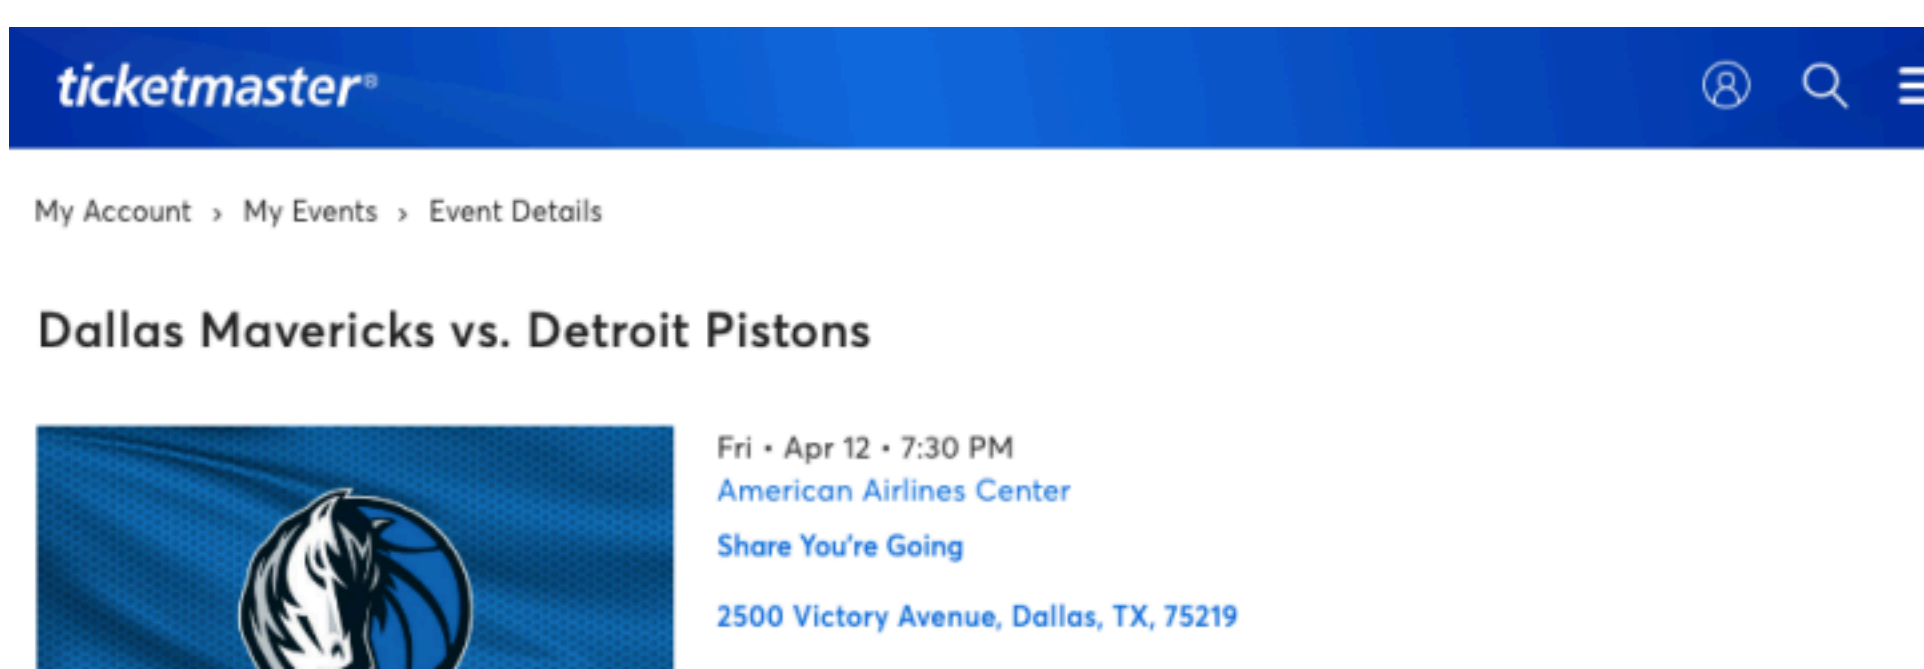 ticketmaster®
My Account > My Events > Event Details
Dallas Mavericks vs. Detroit Pistons
Fri • Apr 12 • 7:30 PM
American Airlines Center
Share You're Going
2500 Victory Avenue, Dallas, TX, 75219